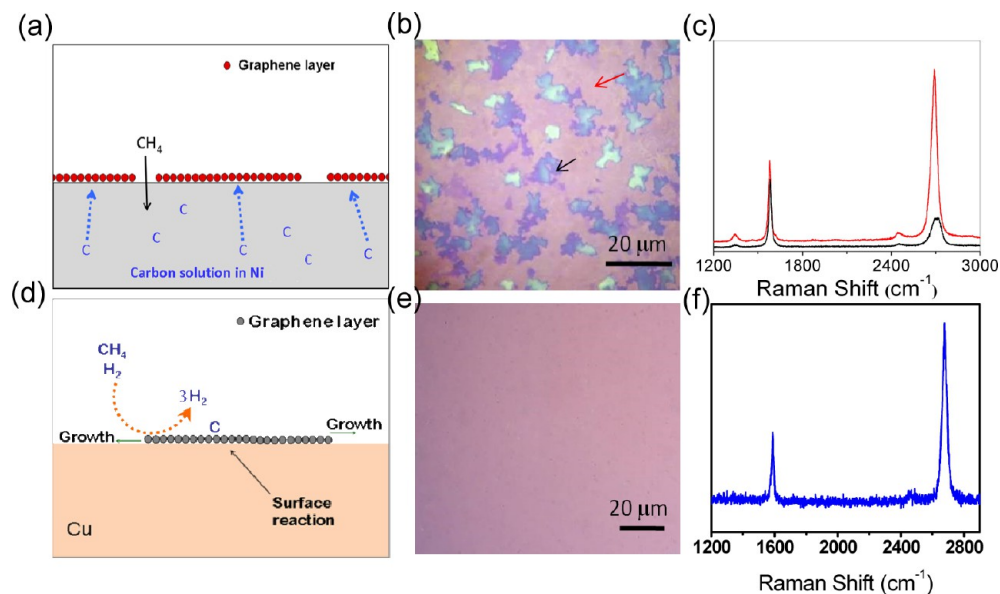 (a)
Graphene layer
CH₄
C
C
C
C
C
C
C
Carbon solution in Ni
(b)
20 μm
(c)
1200 1800 2400 3000
Raman Shift (cm⁻¹)
(d)
Graphene layer
CH₄
H₂
3H₂
C
Growth
Growth
Surface
reaction
Cu
(e)
20 μm
(f)
1200 1600 2000 2400 2800
Raman Shift (cm⁻¹)